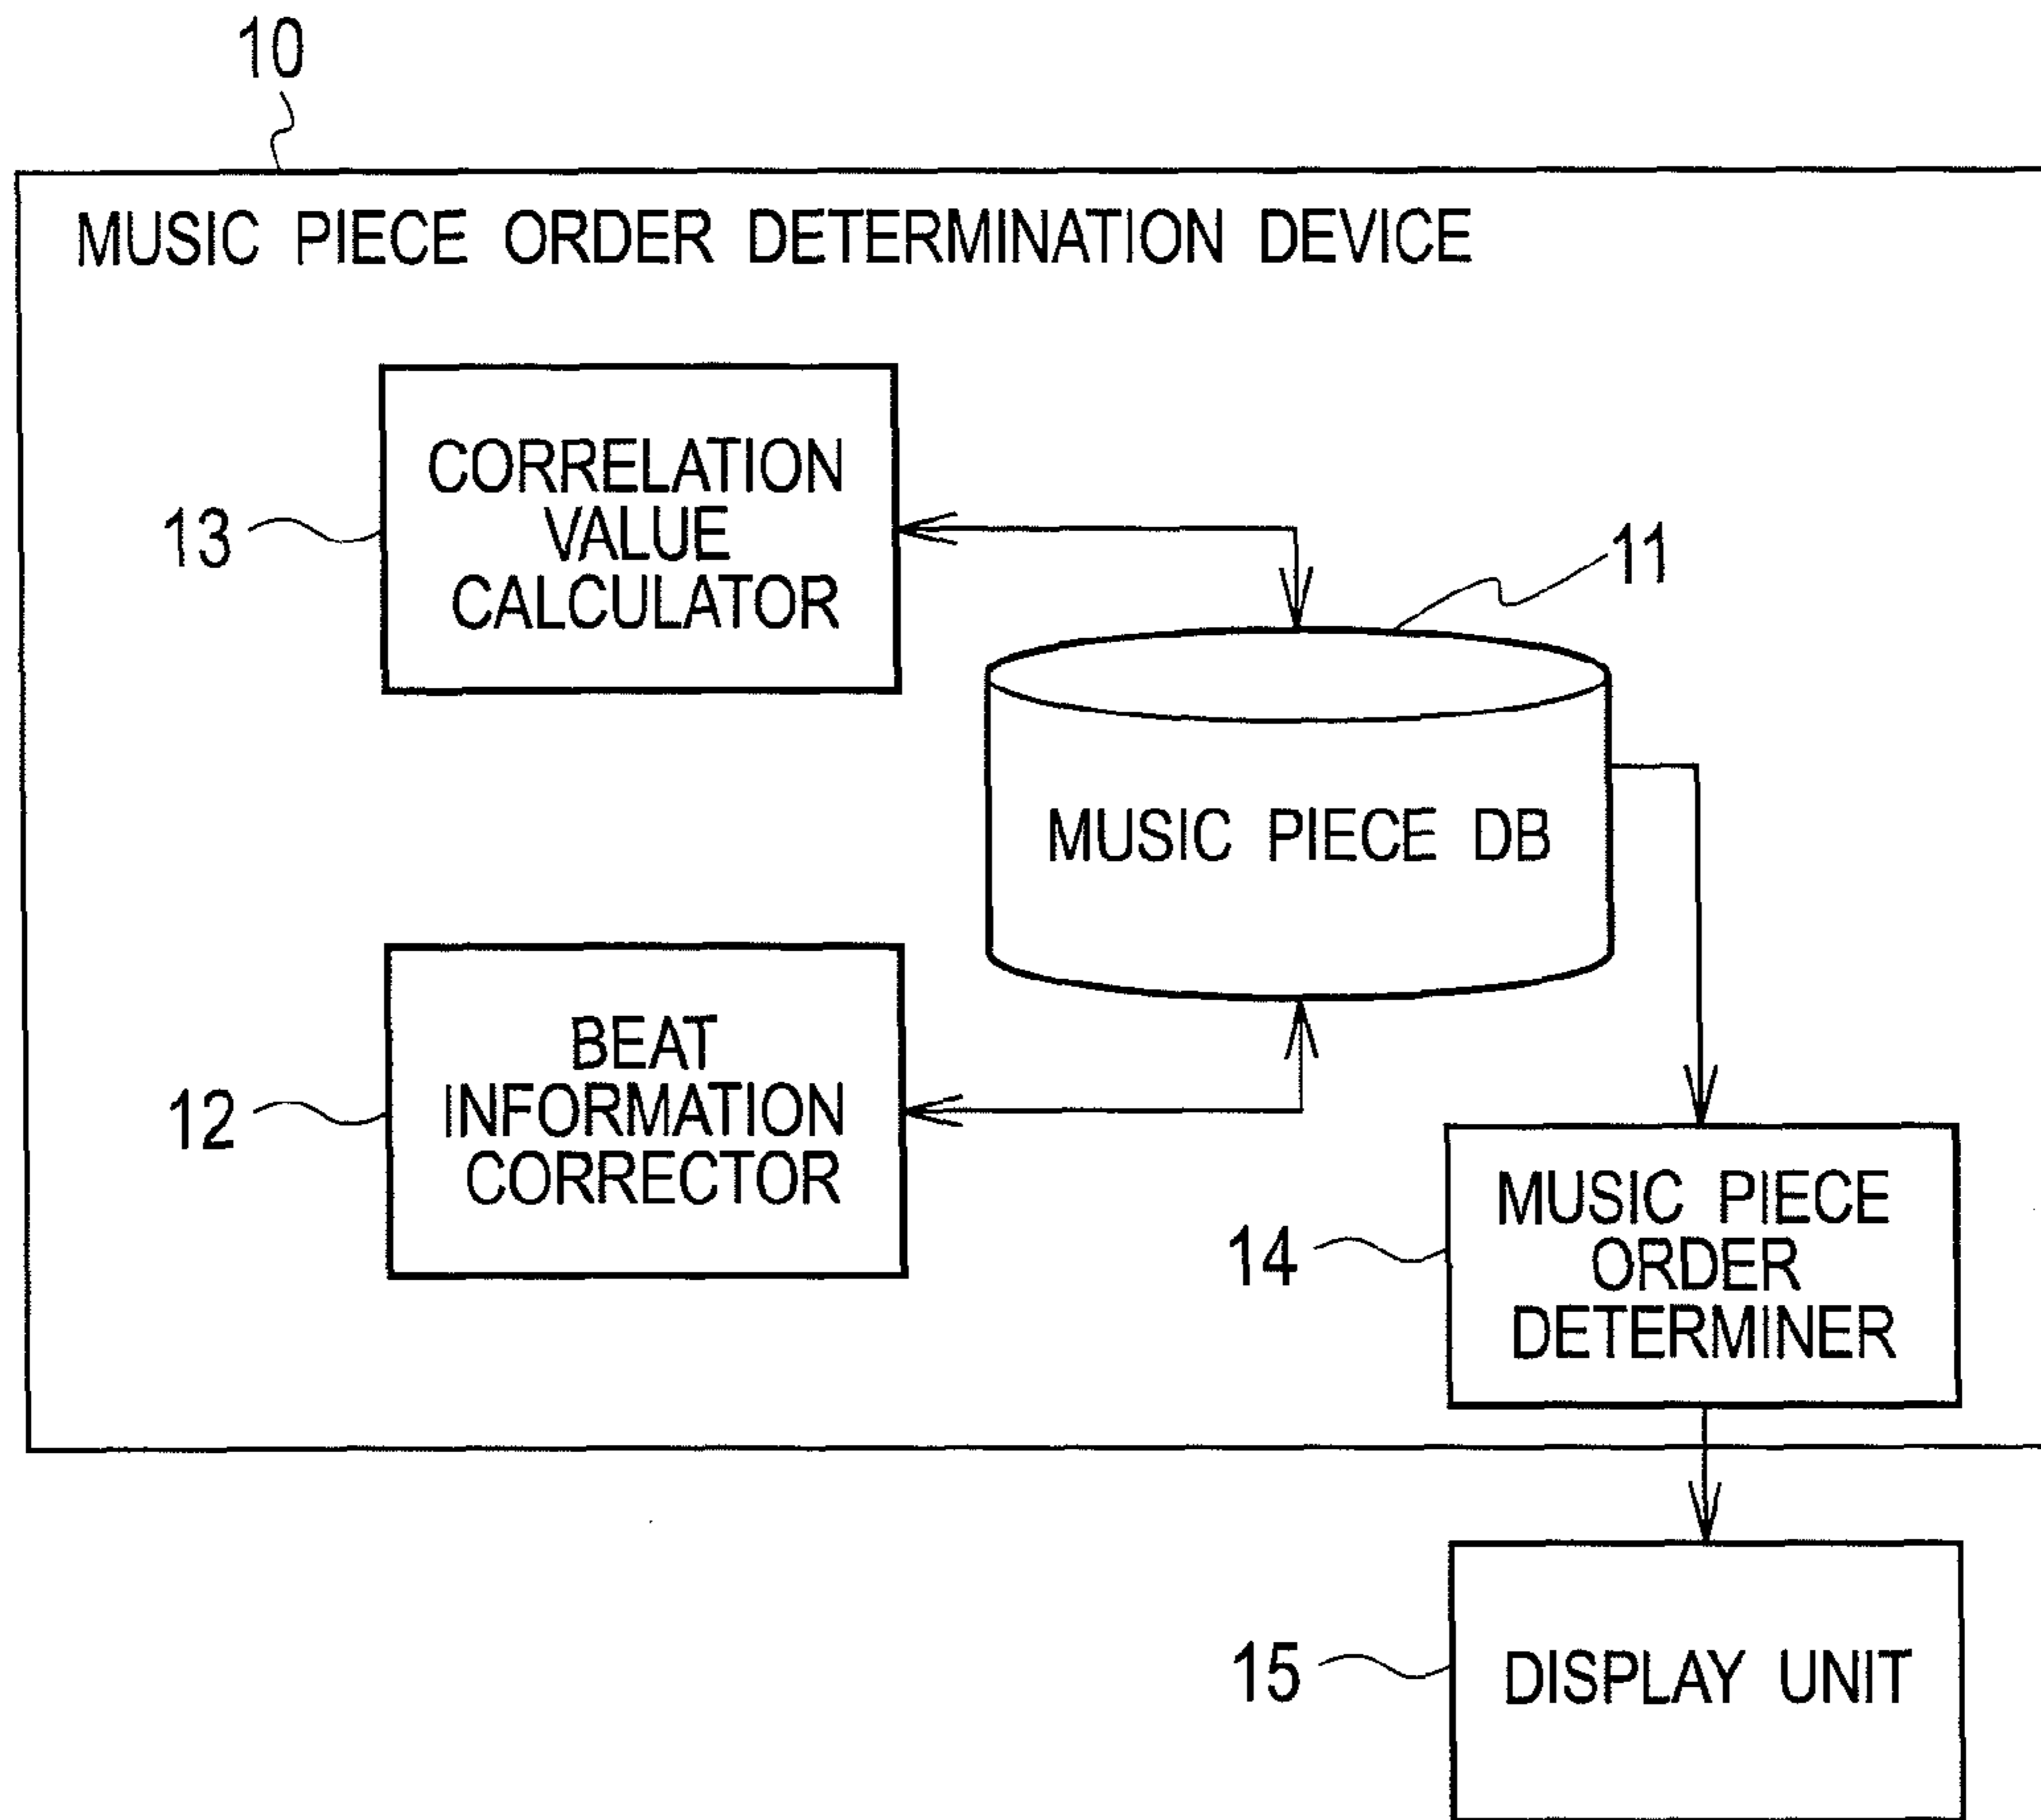 10
MUSIC PIECE ORDER DETERMINATION DEVICE
13
CORRELATION
VALUE
CALCULATOR
11
MUSIC PIECE DB
12
BEAT
INFORMATION
CORRECTOR
14
MUSIC PIECE
ORDER
DETERMINER
15
DISPLAY UNIT